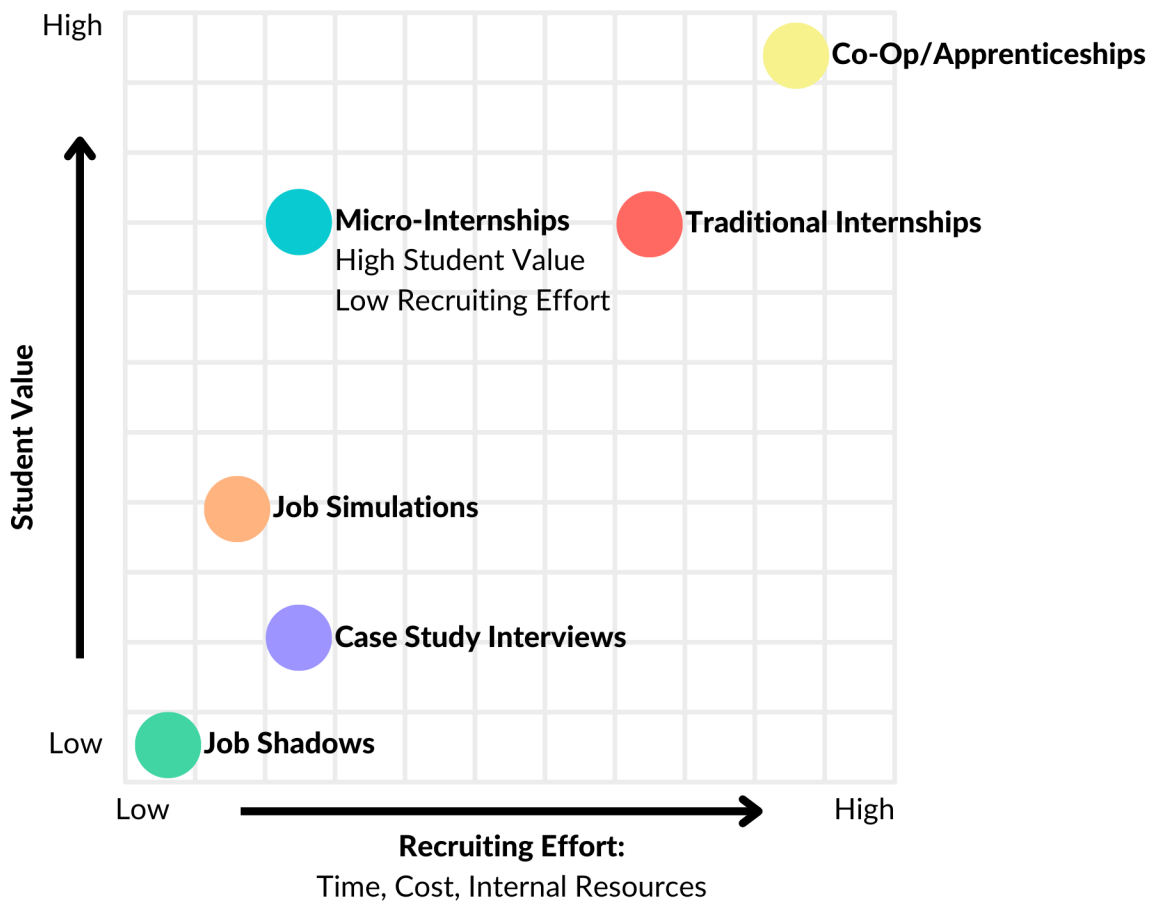 High
Co-Op/Apprenticeships
Micro-Internships
High Student Value
Low Recruiting Effort
Traditional Internships
Student Value
Job Simulations
Case Study Interviews
Low
Job Shadows
Low
High
Recruiting Effort:
Time, Cost, Internal Resources